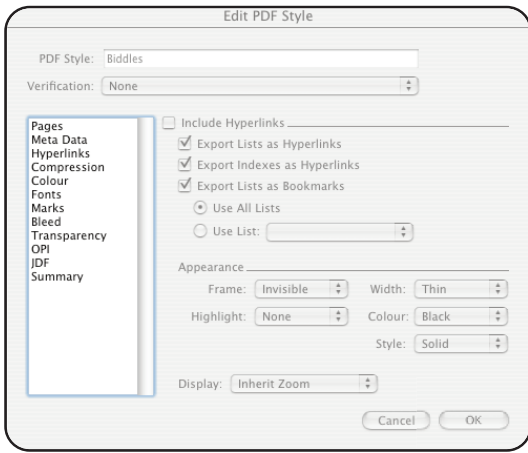 Edit PDF Style
PDF Style: Biddles
Verification: None
Pages
Meta Data
Hyperlinks
Compression
Colour
Fonts
Marks
Bleed
Transparency
OPI
JDF
Summary
Include Hyperlinks
Export Lists as Hyperlinks
Export Indexes as Hyperlinks
Export Lists as Bookmarks
Use All Lists
Use List:
Appearance
Frame: Invisible Width: Thin
Highlight: None Colour: Black
Style: Solid
Display: Inherit Zoom
Cancel OK